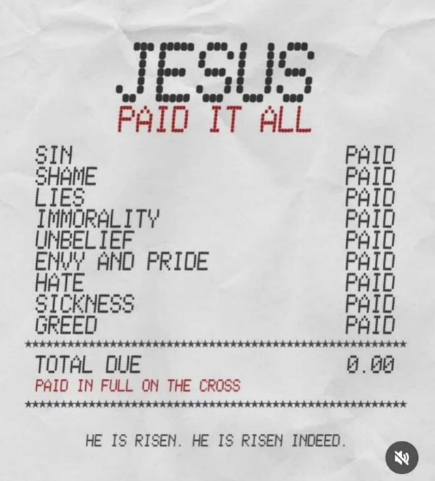 JESUS
PAID IT ALL
SIN PAID
SHAME PAID
LIES PAID
IMMORALITY PAID
UNBELIEF PAID
ENVY AND PRIDE PAID
HATE PAID
SICKNESS PAID
GREED PAID
TOTAL DUE 0.00
PAID IN FULL ON THE CROSS
HE IS RISEN. HE IS RISEN INDEED.